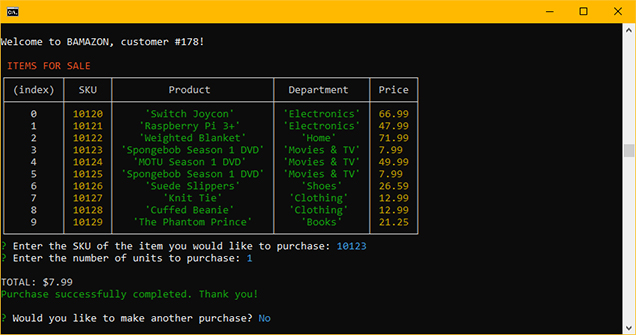 Welcome to BAMAZON, customer #178!
ITEMS FOR SALE
(index) SKU Product Department Price
0 10120 'Switch Joycon' 'Electronics' 66.99
1 10121 'Raspberry Pi 3+' 'Electronics' 47.99
2 10122 'Weighted Blanket' 'Home' 71.99
3 10123 'Spongebob Season 1 DVD' 'Movies & TV' 7.99
4 10124 'MOTU Season 1 DVD' 'Movies & TV' 49.99
5 10125 'Spongebob Season 1 DVD' 'Movies & TV' 7.99
6 10126 'Suede Slippers' 'Shoes' 26.59
7 10127 'Knit Tie' 'Clothing' 12.99
8 10128 'Cuffed Beanie' 'Clothing' 12.99
9 10129 'The Phantom Prince' 'Books' 21.25
? Enter the SKU of the item you would like to purchase: 10123
? Enter the number of units to purchase: 1
TOTAL: $7.99
Purchase successfully completed. Thank you!
? Would you like to make another purchase? No